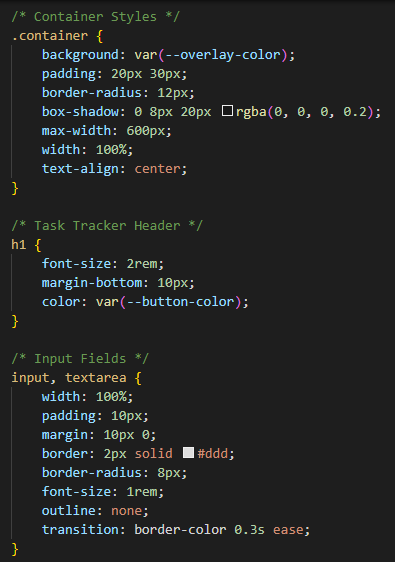 /* Container Styles */
.container {
    background: var(--overlay-color);
    padding: 20px 30px;
    border-radius: 12px;
    box-shadow: 0 8px 20px rgba(0, 0, 0, 0.2);
    max-width: 600px;
    width: 100%;
    text-align: center;
}

/* Task Tracker Header */
h1 {
    font-size: 2rem;
    margin-bottom: 10px;
    color: var(--button-color);
}

/* Input Fields */
input, textarea {
    width: 100%;
    padding: 10px;
    margin: 10px 0;
    border: 2px solid #ddd;
    border-radius: 8px;
    font-size: 1rem;
    outline: none;
    transition: border-color 0.3s ease;
}